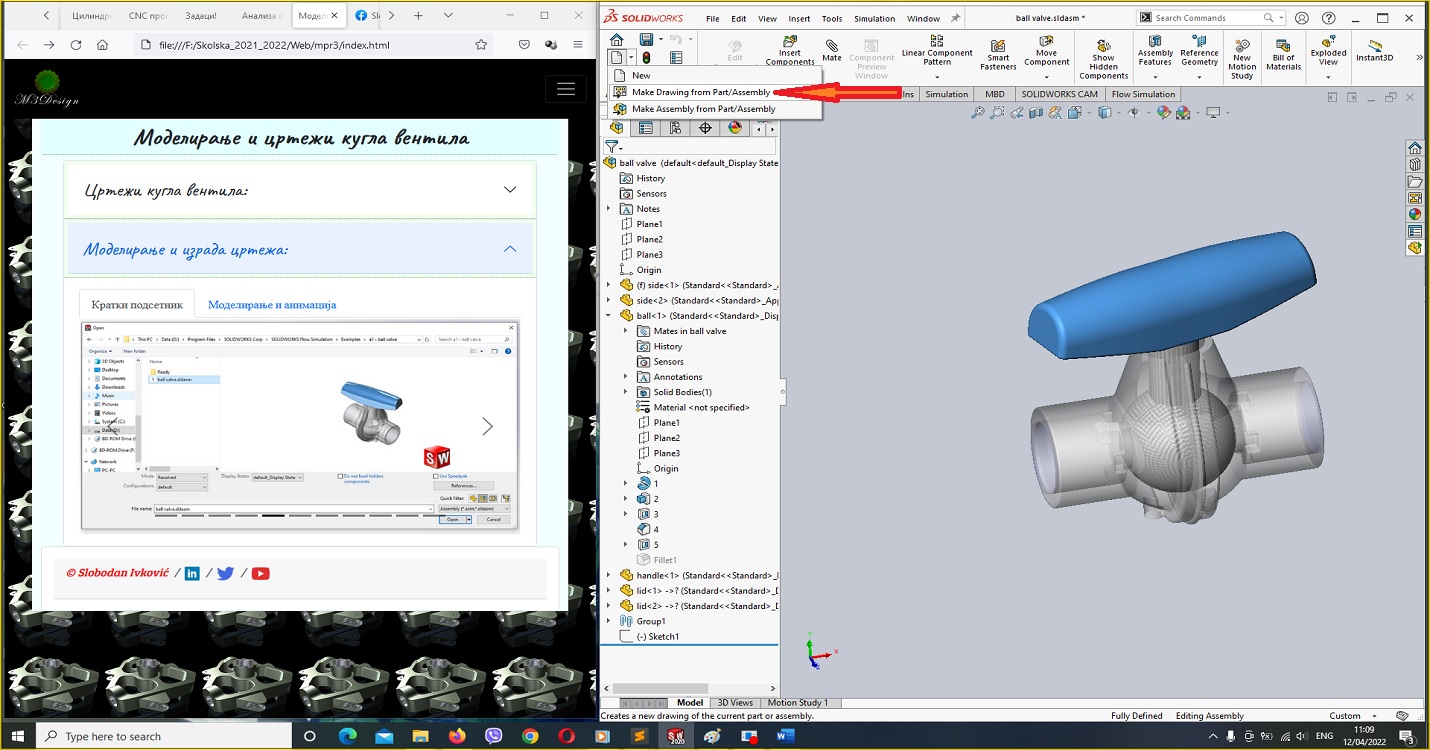 Цилиндр
CNC про
Задаци!
Анализа
Модел
file:///F:/Skolska_2021_2022/Web/mpr3/index.html
M3Design
Моделирање и цртежи кугла вентила
Цртежи кугла вентила:
Моделирање и израда цртежа:
Кратки подсетник
Моделирање и анимација
Open
This PC › Data (D:) › Program Files › SOLIDWORKS Corp › SOLIDWORKS Flow Simulation › Examples › a1 - ball valve
Search a1 - ball valve
Organize
New folder
3D Objects
Name
Desktop
Ready
Documents
ball valve.sldasm
Downloads
Music
Pictures
Videos
System (C:)
Data (D:)
BD-ROM Drive (
BD-ROM Drive (F
Network
PC-PC
SW
Mode:
Resolved
Display States:
default_Display State
Do not load hidden components
Use Speedpak
Configurations:
default
References...
Quick Filter:
File name:
ball valve.sldasm
Assembly (*.asm;*.sldasm)
Open
Cancel
© Slobodan Ivković / in / /
SOLIDWORKS
File
Edit
View
Insert
Tools
Simulation
Window
ball valve.sldasm *
Search Commands
Edit
Insert Components
Mate
Component Preview Window
Linear Component Pattern
Smart Fasteners
Move Component
Show Hidden Components
Assembly Features
Reference Geometry
New Motion Study
Bill of Materials
Exploded View
Instant3D
New
Make Drawing from Part/Assembly
Make Assembly from Part/Assembly
Ins
Simulation
MBD
SOLIDWORKS CAM
Flow Simulation
ball valve (default<default_Display State
History
Sensors
Notes
Plane1
Plane2
Plane3
Origin
(f) side<1> (Standard<<Standard>_A
side<2> (Standard<<Standard>_App
ball<1> (Standard<<Standard>_Disp
Mates in ball valve
History
Sensors
Annotations
Solid Bodies(1)
Material <not specified>
Plane1
Plane2
Plane3
Origin
1
2
3
4
5
Fillet1
handle<1> (Standard<<Standard>_
lid<1> ->? (Standard<<Standard>_D
lid<2> ->? (Standard<<Standard>_D
Group1
(-) Sketch1
Model
3D Views
Motion Study 1
Creates a new drawing of the current part or assembly.
Fully Defined
Editing Assembly
Custom
Type here to search
SW 2020
ENG
11:09
12/04/2022
3